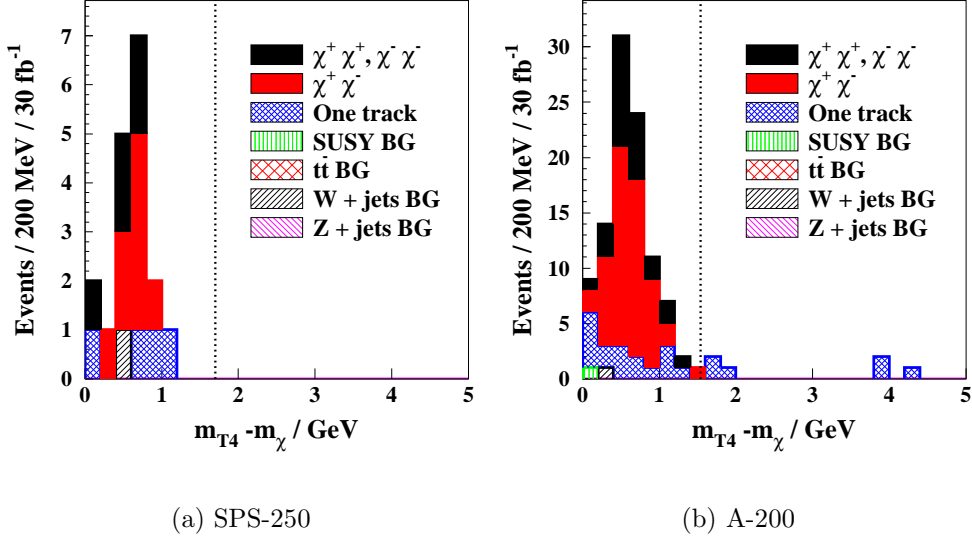 Events / 200 MeV / 30 fb⁻¹
7
6
5
4
3
2
1
0
χ⁺ χ⁺, χ⁻ χ⁻
χ⁺ χ⁻
One track
SUSY BG
tt̄ BG
W + jets BG
Z + jets BG
0 1 2 3 4 5
m_T4 -m_χ / GeV
(a) SPS-250
Events / 200 MeV / 30 fb⁻¹
30
25
20
15
10
5
0
χ⁺ χ⁺, χ⁻ χ⁻
χ⁺ χ⁻
One track
SUSY BG
tt̄ BG
W + jets BG
Z + jets BG
0 1 2 3 4 5
m_T4 -m_χ / GeV
(b) A-200